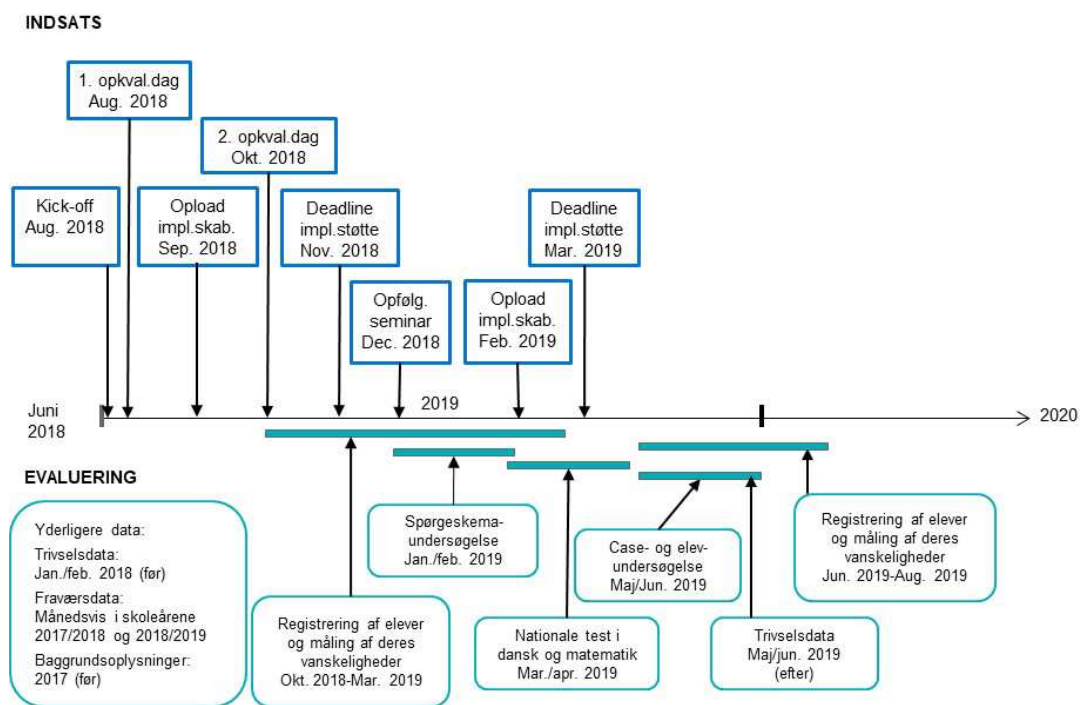 INDSATS
1. opkval.dag
Aug. 2018
2. opkval.dag
Okt. 2018
Kick-off
Aug. 2018
Opload
impl.skab.
Sep. 2018
Deadline
impl.støtte
Nov. 2018
Deadline
impl.støtte
Mar. 2019
Opfølg.
seminar
Dec. 2018
Opload
impl.skab.
Feb. 2019
Juni
2018
2019
2020
EVALUERING
Yderligere data:
Trivselsdata:
Jan./feb. 2018 (før)
Fraværsdata:
Månedsvis i skoleårene
2017/2018 og 2018/2019
Baggrundsoplysninger:
2017 (før)
Registrering af elever
og måling af deres
vanskeligheder
Okt. 2018-Mar. 2019
Spørgeskema-
undersøgelse
Jan./feb. 2019
Nationale test i
dansk og matematik
Mar./apr. 2019
Case- og elev-
undersøgelse
Maj/Jun. 2019
Trivselsdata
Maj/jun. 2019
(efter)
Registrering af elever
og måling af deres
vanskeligheder
Jun. 2019-Aug. 2019